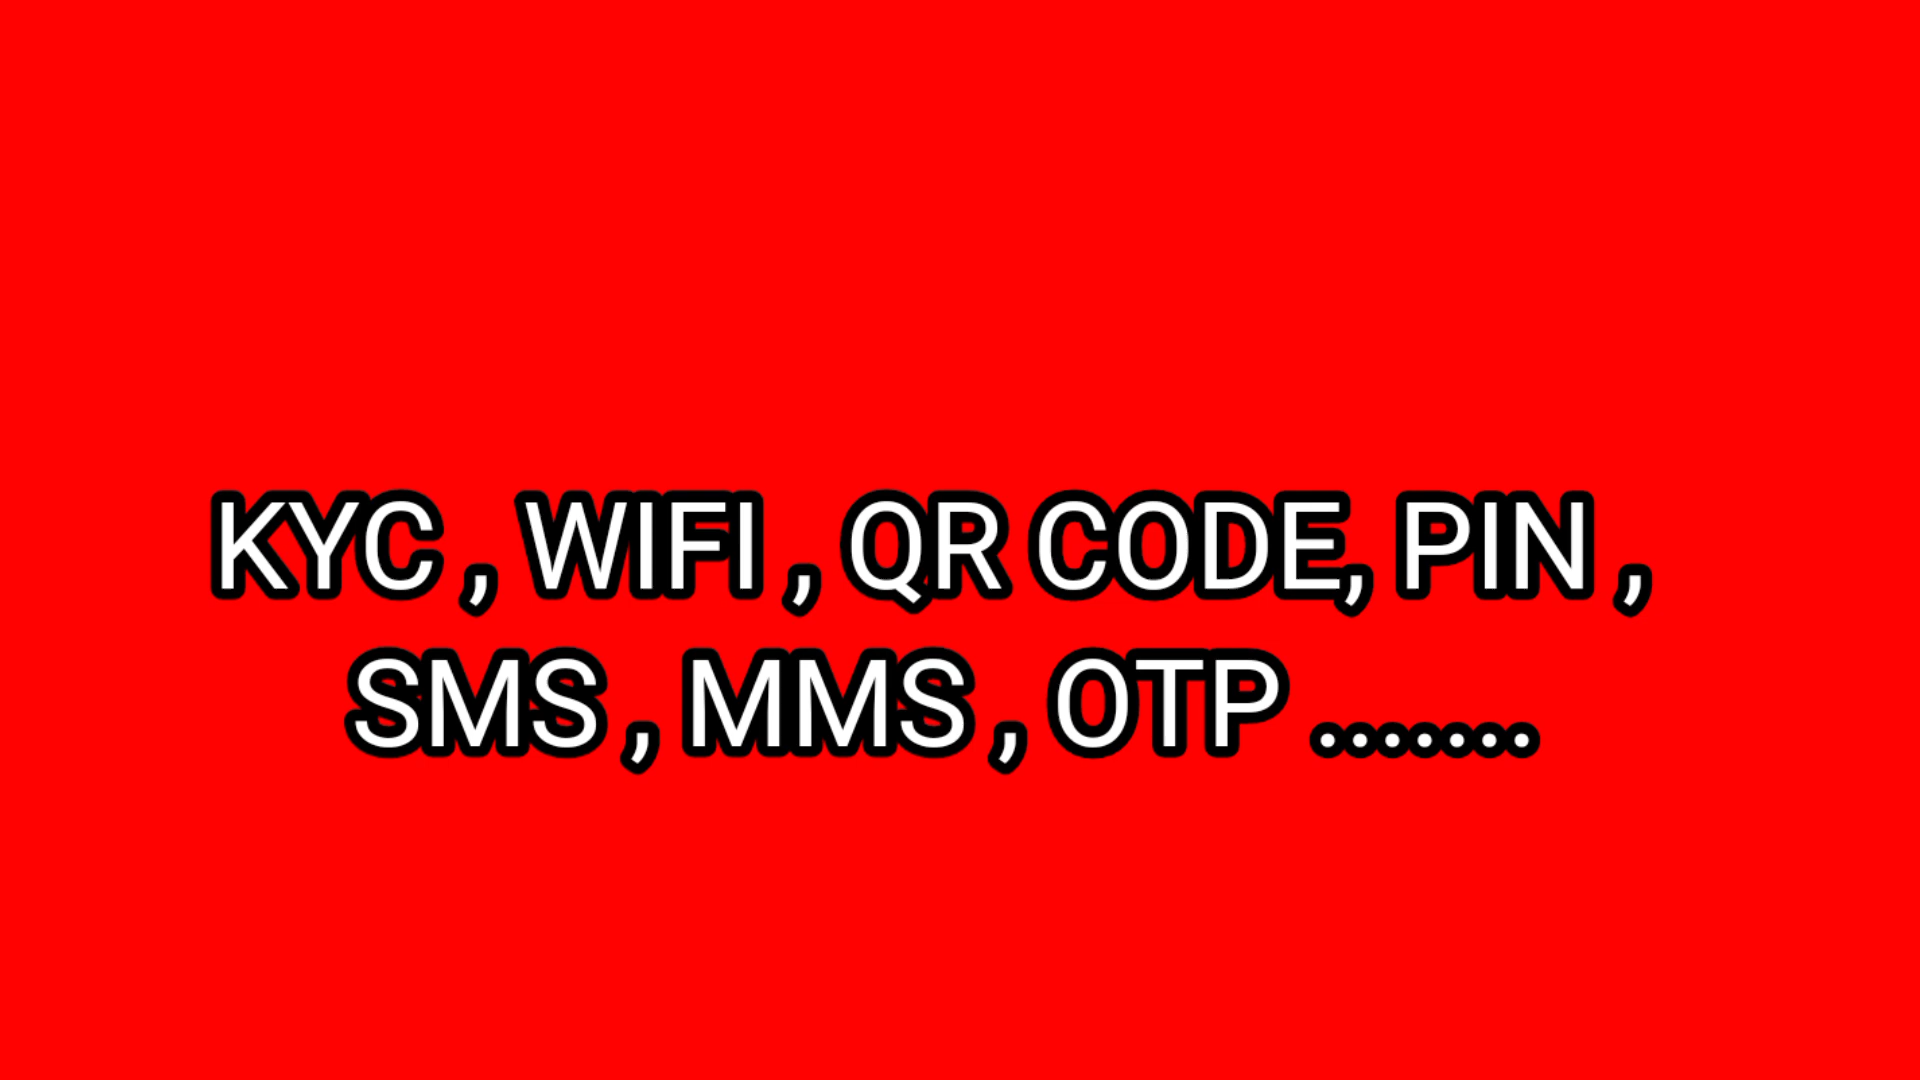 KYC , WIFI , QR CODE, PIN ,
SMS , MMS , OTP .......